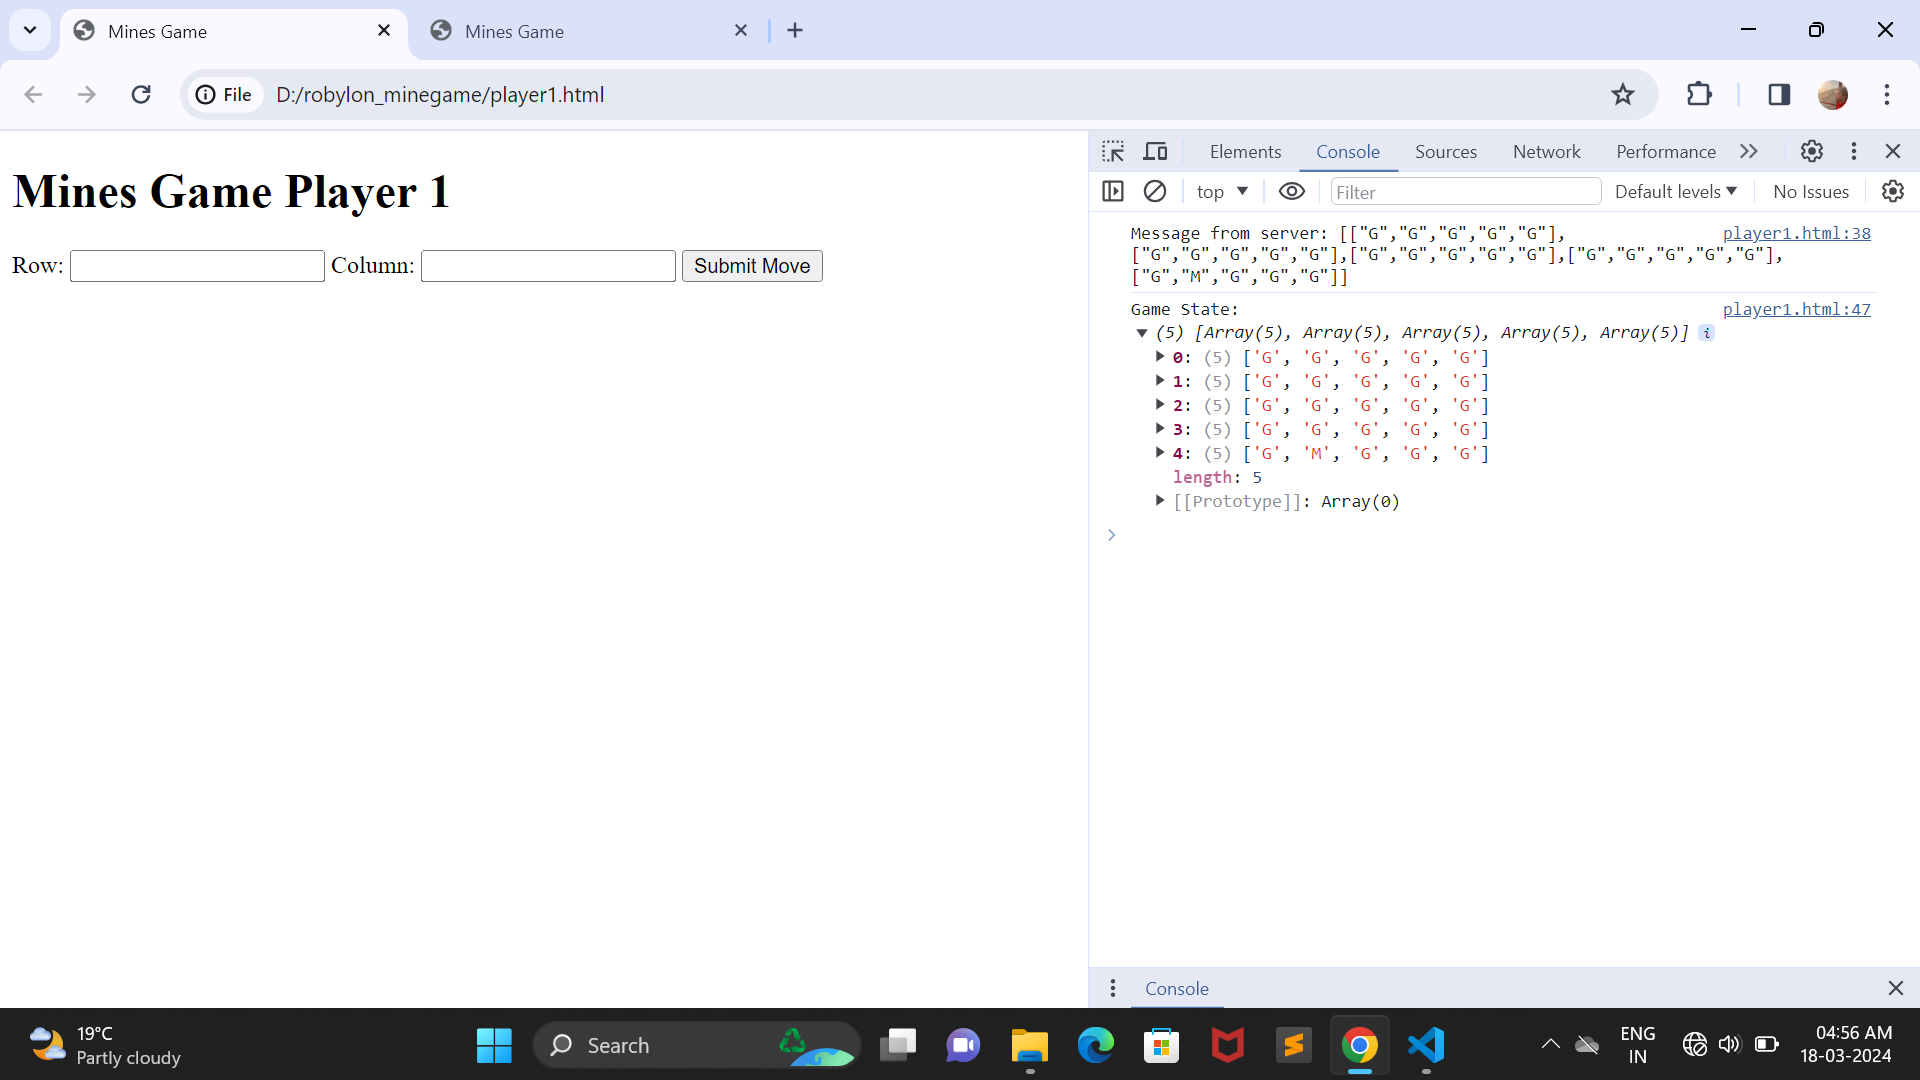 Mines Game
Mines Game
File
D:/robylon_minegame/player1.html
Mines Game Player 1
Row:
Column:
Submit Move
Elements
Console
Sources
Network
Performance
top
Filter
Default levels
No Issues
Message from server: [["G","G","G","G","G"], player1.html:38
["G","G","G","G","G"],["G","G","G","G","G"],["G","G","G","G","G"],
["G","M","G","G","G"]]
Game State: player1.html:47
(5) [Array(5), Array(5), Array(5), Array(5), Array(5)] i
0: (5) ['G', 'G', 'G', 'G', 'G']
1: (5) ['G', 'G', 'G', 'G', 'G']
2: (5) ['G', 'G', 'G', 'G', 'G']
3: (5) ['G', 'G', 'G', 'G', 'G']
4: (5) ['G', 'M', 'G', 'G', 'G']
length: 5
[[Prototype]]: Array(0)
Console
19°C
Partly cloudy
Search
ENG
IN
04:56 AM
18-03-2024